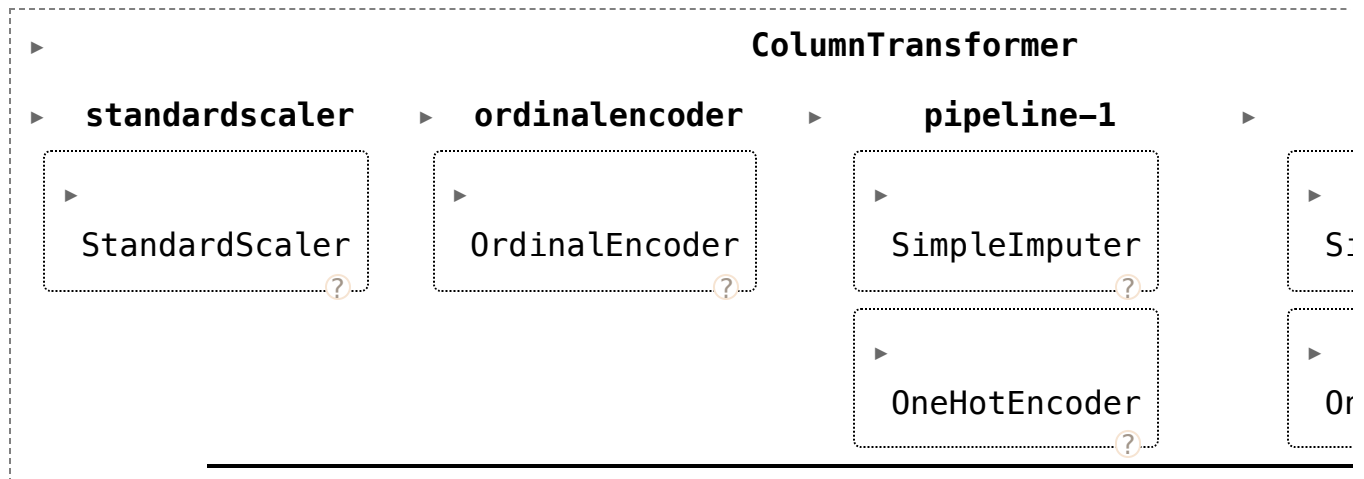 ColumnTransformer
standardscaler ordinalencoder pipeline-1
StandardScaler OrdinalEncoder SimpleImputer
? ? ?
OneHotEncoder
?